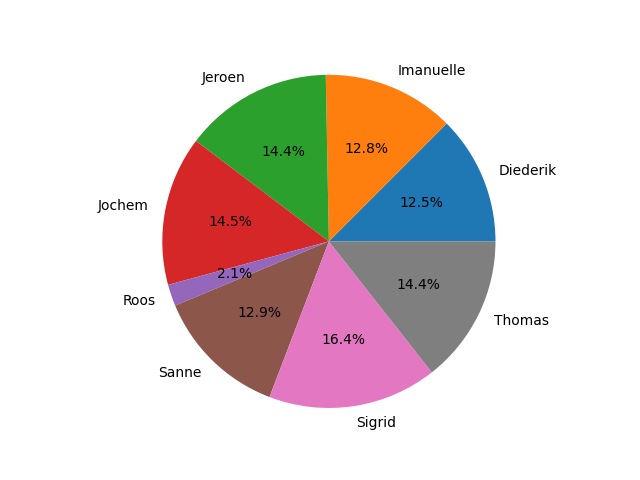 Imanuelle
Jeroen
12.8%
14.4%
Diederik
12.5%
Jochem
14.5%
2.1%
14.4%
Roos
12.9%
Thomas
16.4%
Sanne
Sigrid